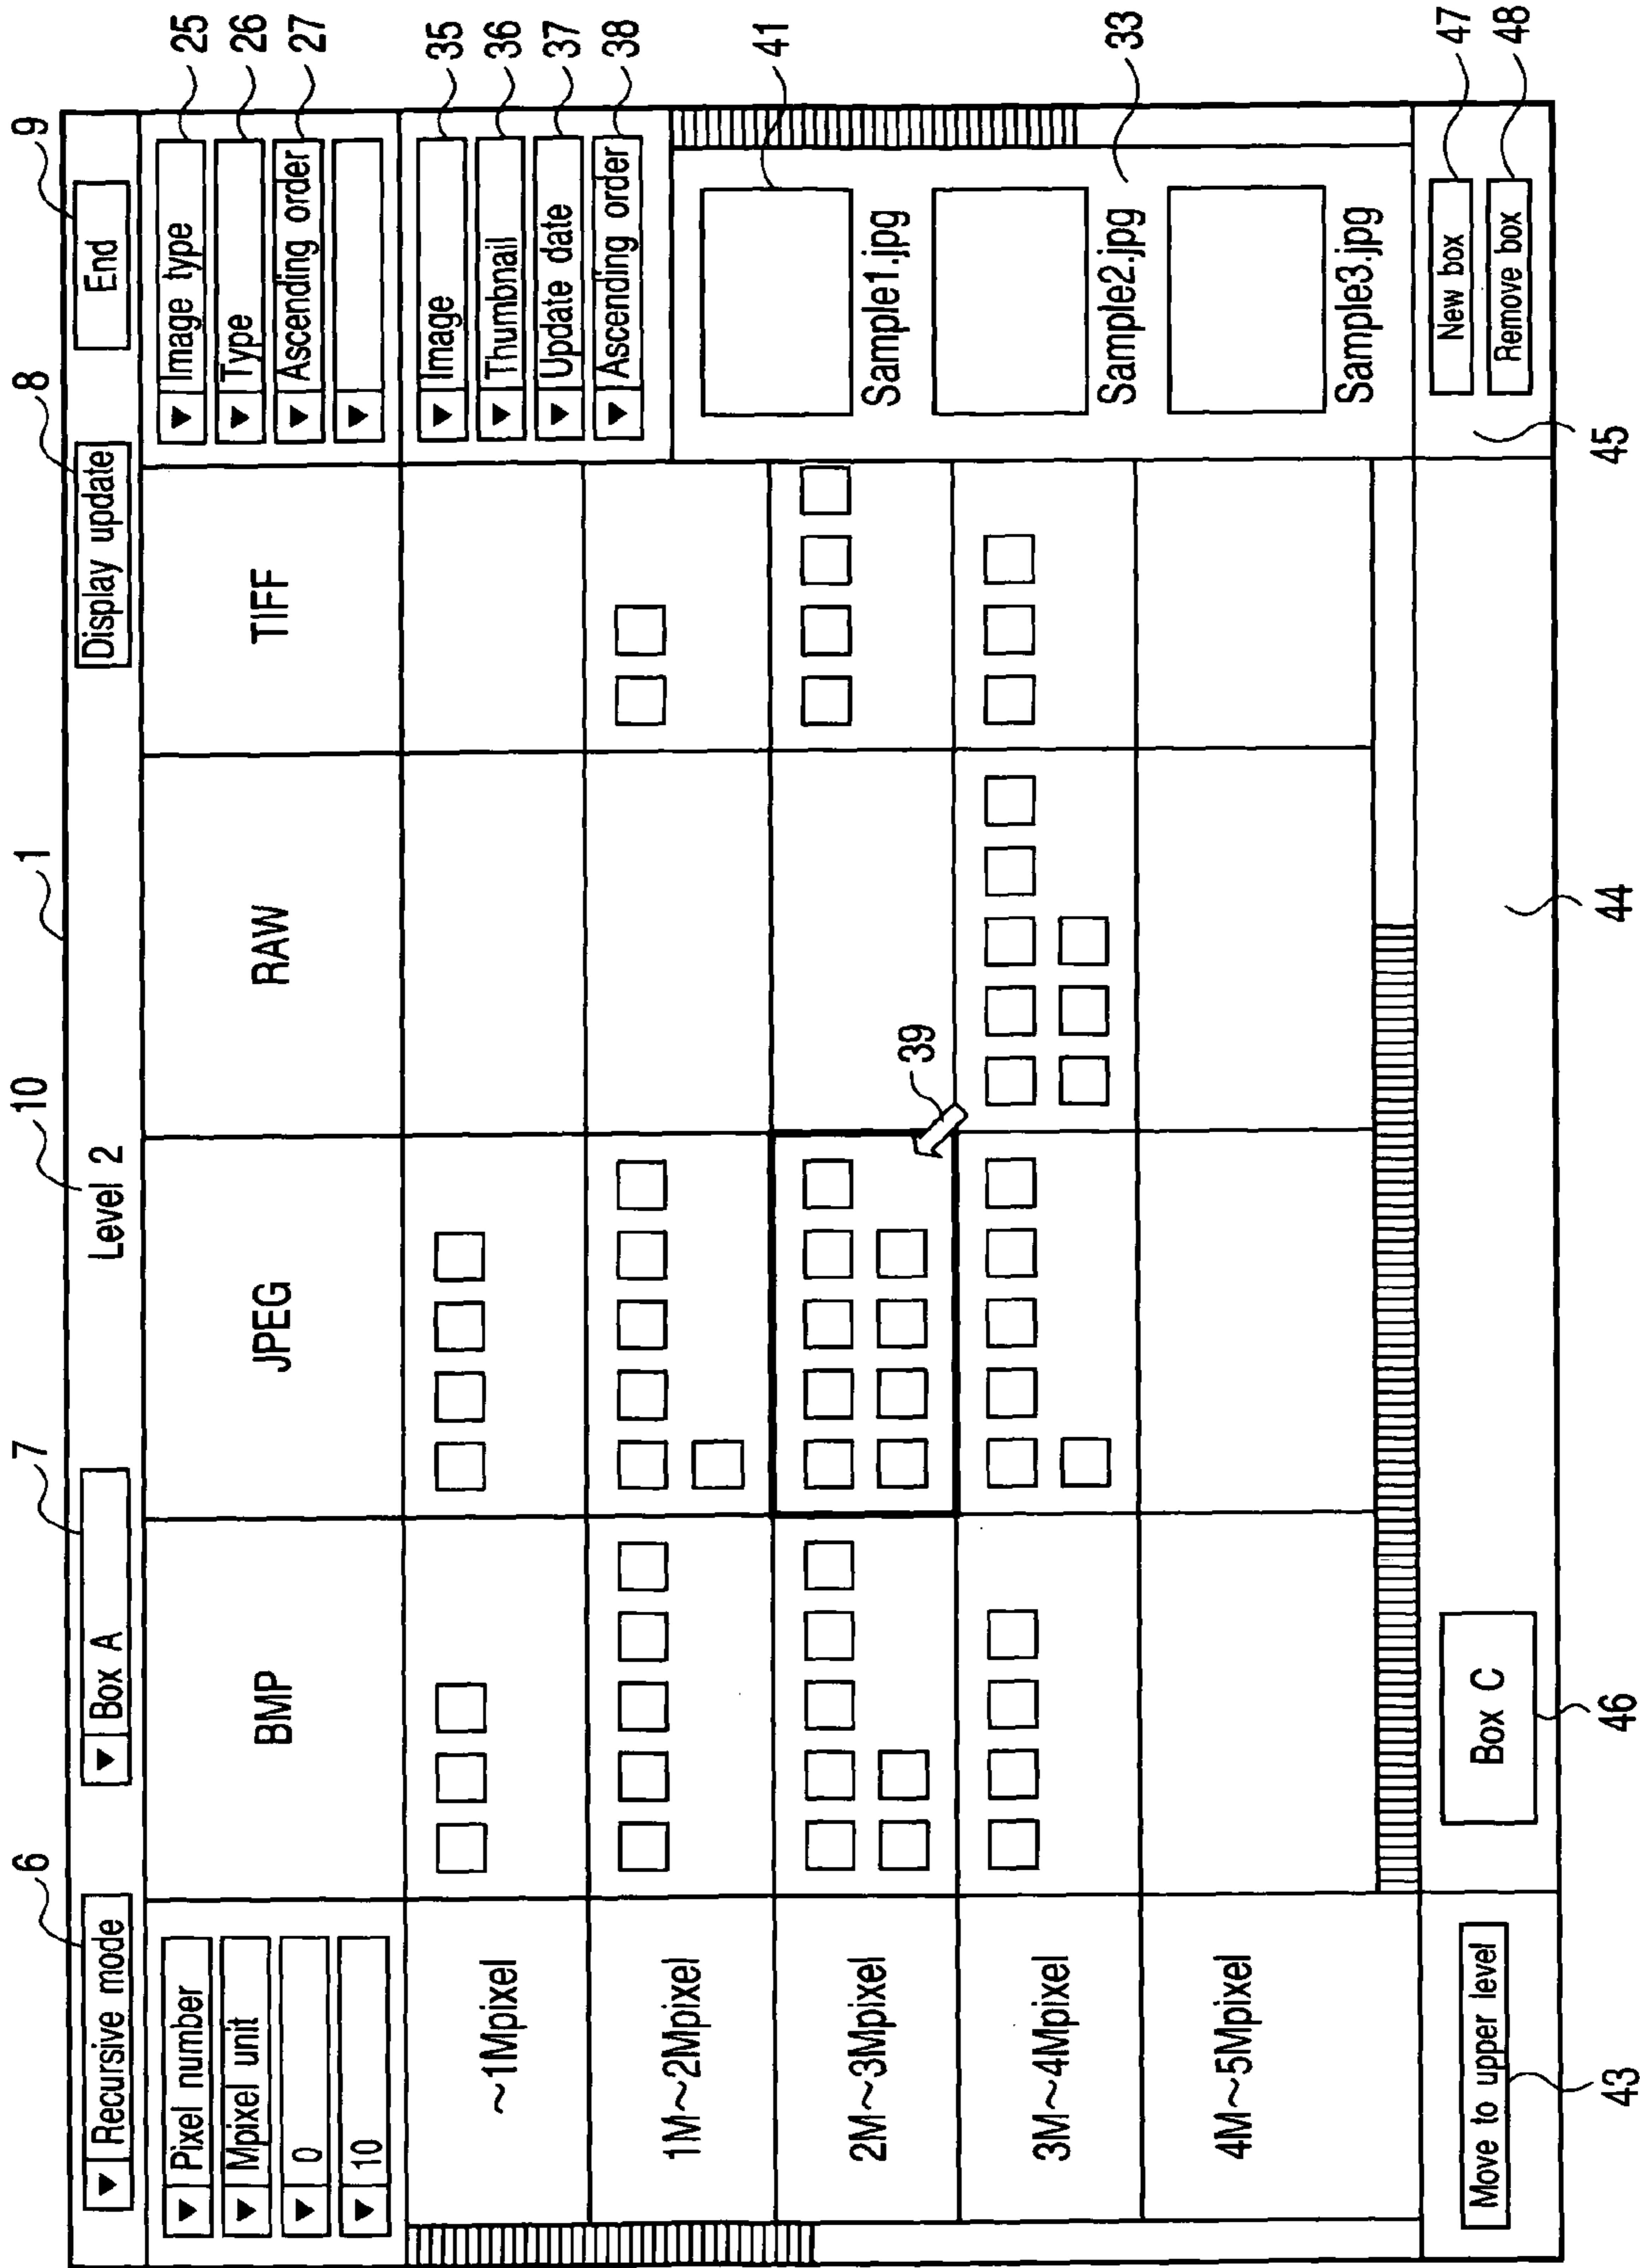 6
7
10
1
8
9
Recursive mode
Box A
Level 2
Display update
End
Pixel number
Mpixel unit
0
10
BMP
JPEG
RAW
TIFF
Image type
25
Type
26
Ascending order
27
~1Mpixel
1M~2Mpixel
2M~3Mpixel
3M~4Mpixel
4M~5Mpixel
39
Image
35
Thumbnail
36
Update date
37
Ascending order
38
41
Sample1.jpg
Sample2.jpg
33
Sample3.jpg
Move to upper level
Box C
New box
47
Remove box
48
43
46
44
45